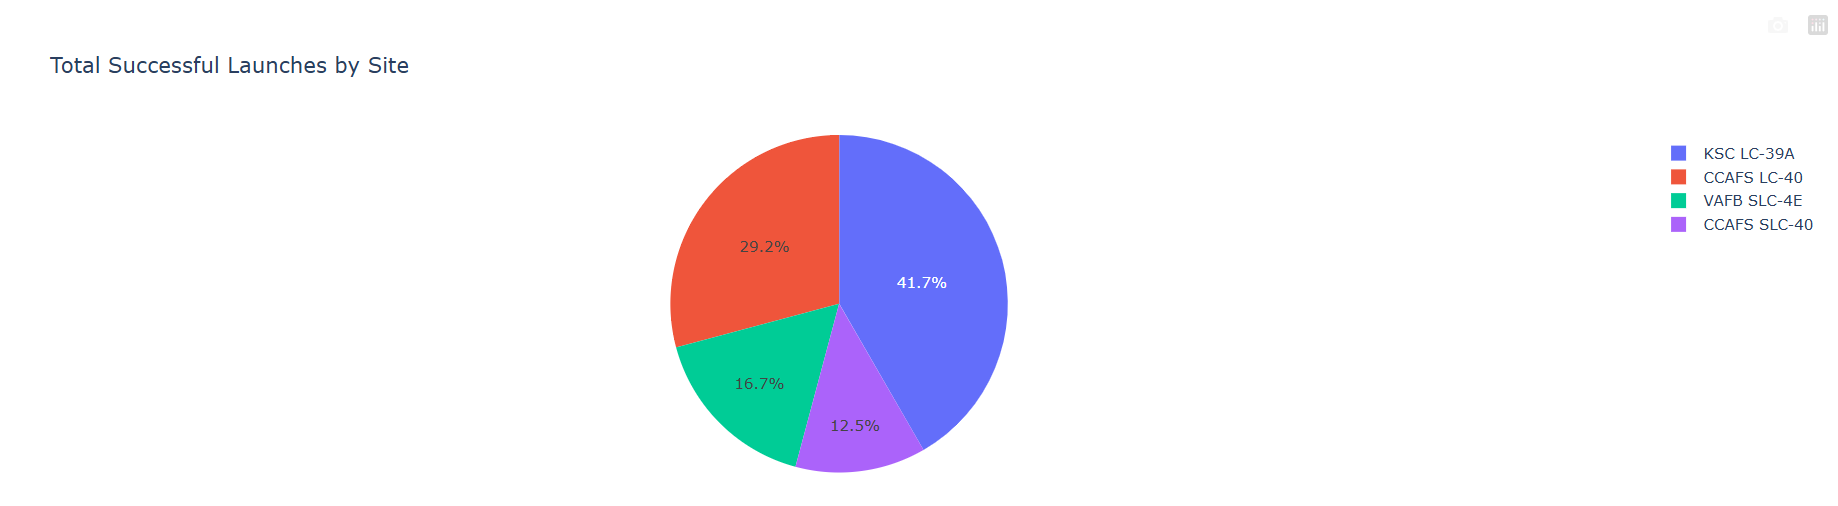 Total Successful Launches by Site
KSC LC-39A
CCAFS LC-40
VAFB SLC-4E
CCAFS SLC-40
29.2%
41.7%
16.7%
12.5%